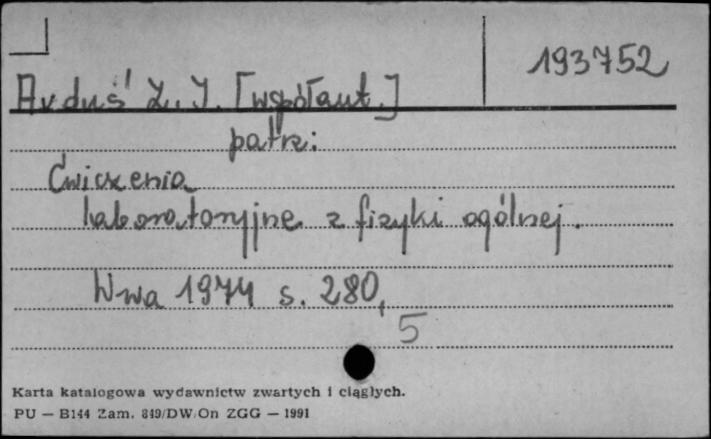 193752
Avduś Z. J. [współaut.]
patrz:
Ćwiczenia
laboratoryjne z fizyki ogólnej.
Wwa 1974 s. 280,
5
Karta katalogowa wydawnictw zwartych i ciągłych.
PU — B144 Zam. 849/DW/On ZGG — 1991